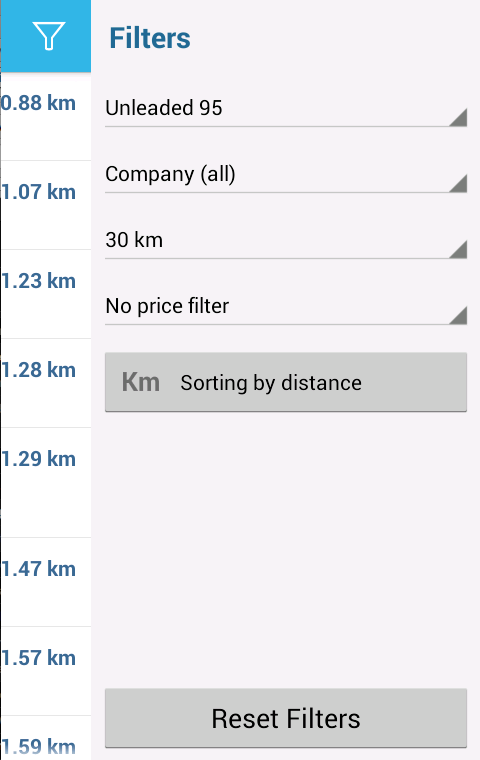 Filters
0.88 km
1.07 km
1.23 km
1.28 km
1.29 km
1.47 km
1.57 km
1.59 km
Unleaded 95
Company (all)
30 km
No price filter
Km Sorting by distance
Reset Filters